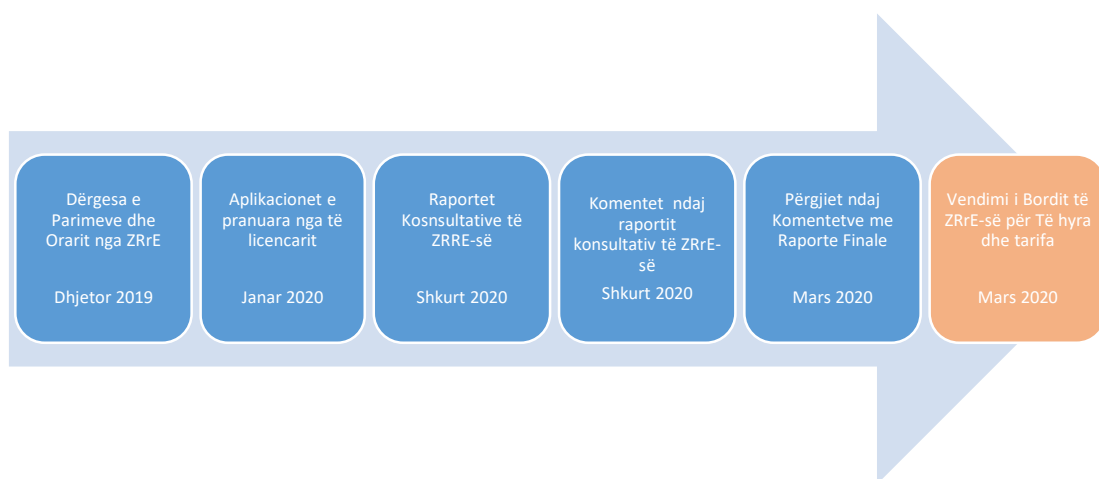 Dërgesa e
Parimeve dhe
Orarit nga ZRrE
Dhjetor 2019
Aplikacionet e
pranuara nga të
licencarit
Janar 2020
Raportet
Kosnsultative të
ZRRE-së
Shkurt 2020
Komentet ndaj
raportit
konsultativ të ZRrE-
së
Shkurt 2020
Përgjiet ndaj
Komentetve me
Raporte Finale
Mars 2020
Vendimi i Bordit të
ZRrE-së për Të hyra
dhe tarifa
Mars 2020